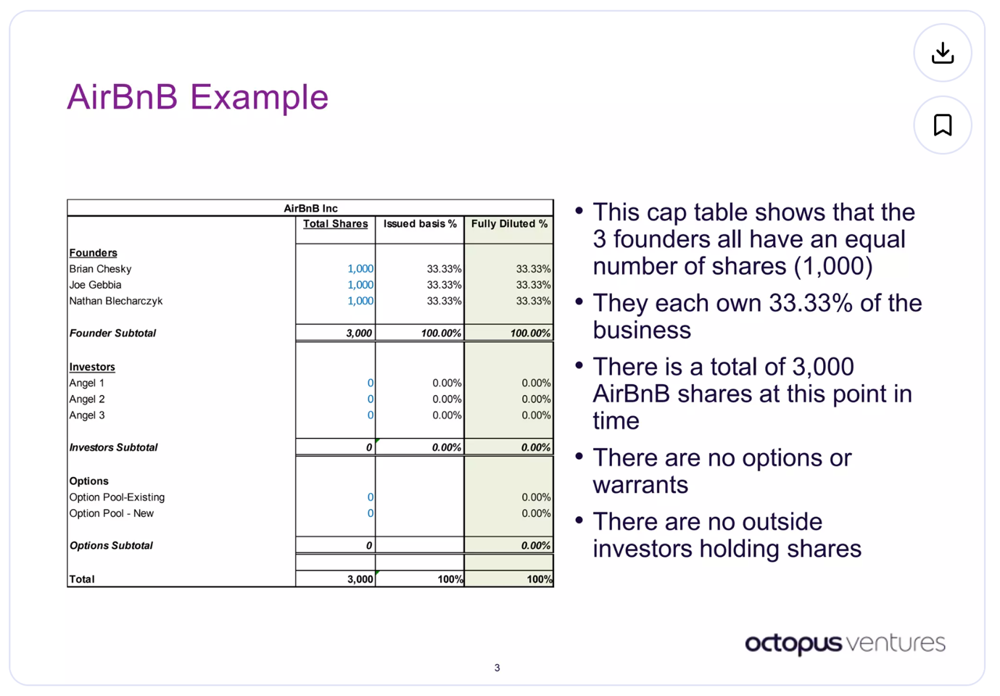 AirBnB Example
AirBnB Inc
Total Shares Issued basis % Fully Diluted %
Founders
Brian Chesky 1,000 33.33% 33.33%
Joe Gebbia 1,000 33.33% 33.33%
Nathan Blecharczyk 1,000 33.33% 33.33%
Founder Subtotal 3,000 100.00% 100.00%
Investors
Angel 1 0 0.00% 0.00%
Angel 2 0 0.00% 0.00%
Angel 3 0 0.00% 0.00%
Investors Subtotal 0 0.00% 0.00%
Options
Option Pool-Existing 0 0.00%
Option Pool - New 0 0.00%
Options Subtotal 0 0.00%
Total 3,000 100% 100%
• This cap table shows that the
3 founders all have an equal
number of shares (1,000)
• They each own 33.33% of the
business
• There is a total of 3,000
AirBnB shares at this point in
time
• There are no options or
warrants
• There are no outside
investors holding shares
octopus ventures
3